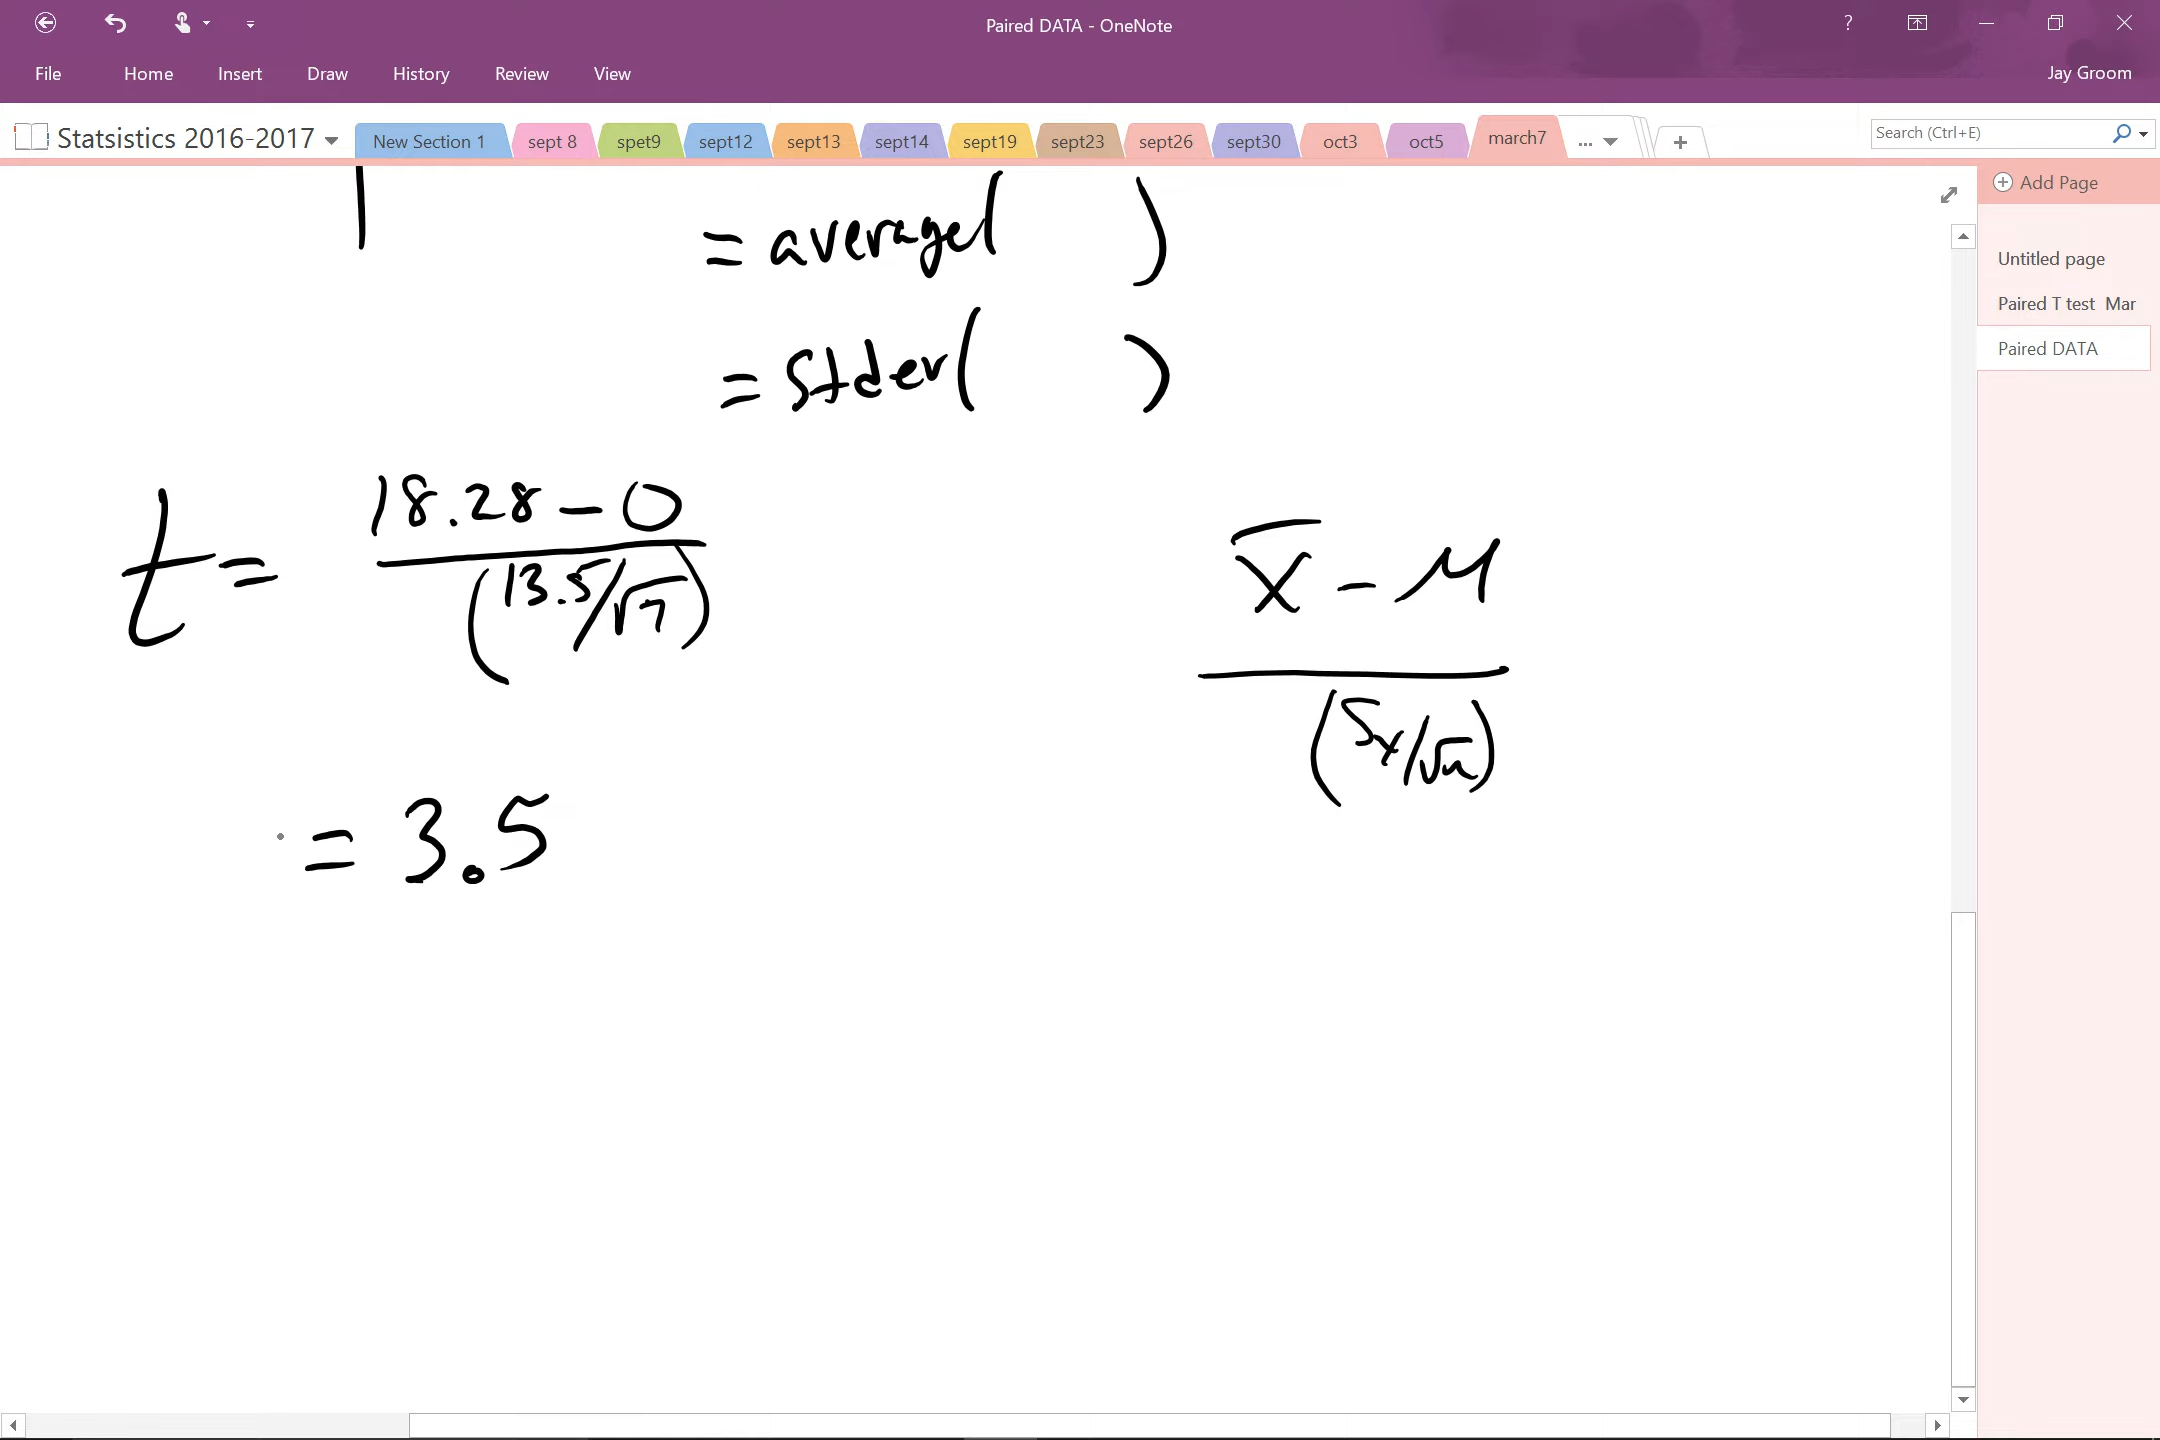 Paired DATA - OneNote
?
File Home Insert Draw History Review View
Jay Groom
Statsistics 2016-2017
New Section 1 sept 8 spet9 sept12 sept13 sept14 sept19 sept23 sept26 sept30 oct3 oct5 march7 ... +
Search (Ctrl+E)
Add Page
Untitled page
Paired T test Mar
Paired DATA
= average( )
= stdev( )
t = 18.28 - 0
(13.5/√7)
x̄ - μ
(Sx/√n)
= 3.5